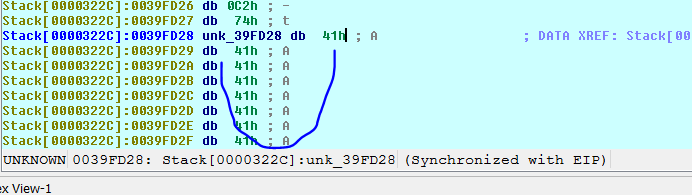 Stack[0000322C]:0039FD26 db 0C2h ; -
Stack[0000322C]:0039FD27 db 74h ; t
Stack[0000322C]:0039FD28 unk_39FD28 db 41h ; A ; DATA XREF: Stack[00
Stack[0000322C]:0039FD29 db 41h ; A
Stack[0000322C]:0039FD2A db 41h ; A
Stack[0000322C]:0039FD2B db 41h ; A
Stack[0000322C]:0039FD2C db 41h ; A
Stack[0000322C]:0039FD2D db 41h ; A
Stack[0000322C]:0039FD2E db 41h ; A
Stack[0000322C]:0039FD2F db 41h ; A
UNKNOWN 0039FD28: Stack[0000322C]:unk_39FD28 (Synchronized with EIP)
ex View-1